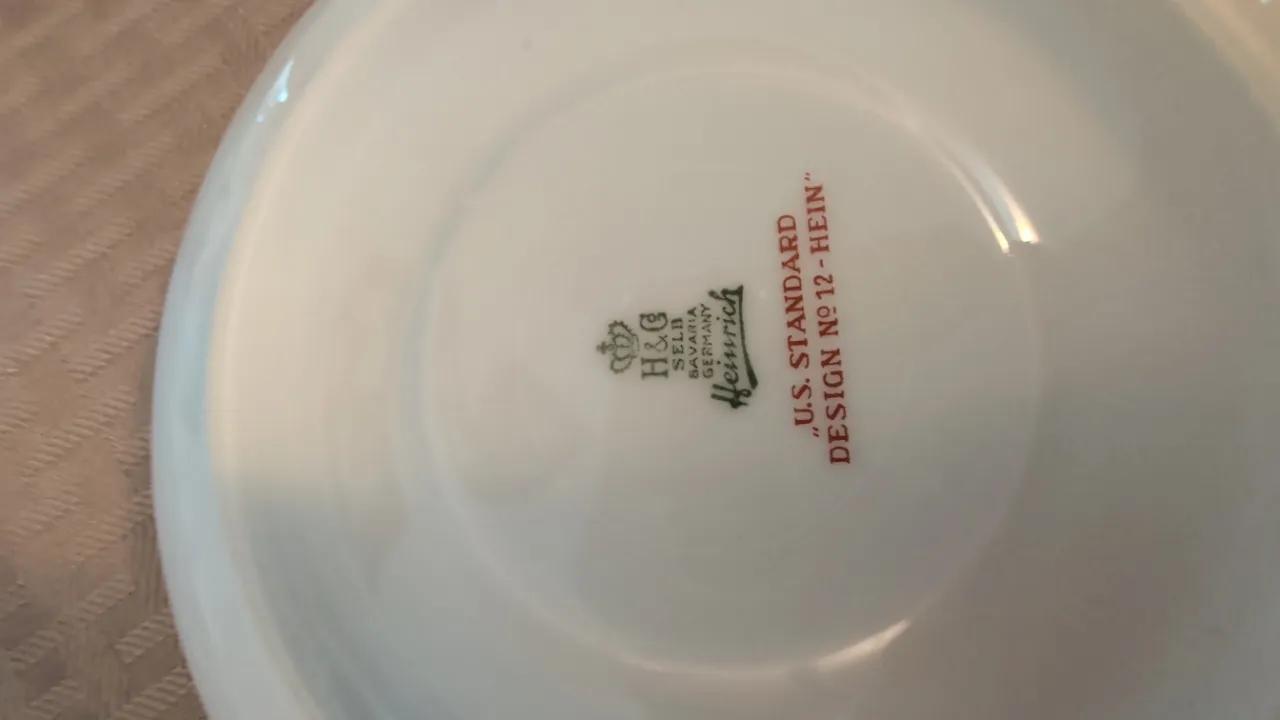 H&C
SELB
BAVARIA
GERMANY
Heinrich
„U.S. STANDARD
DESIGN No 12 - HEIN”